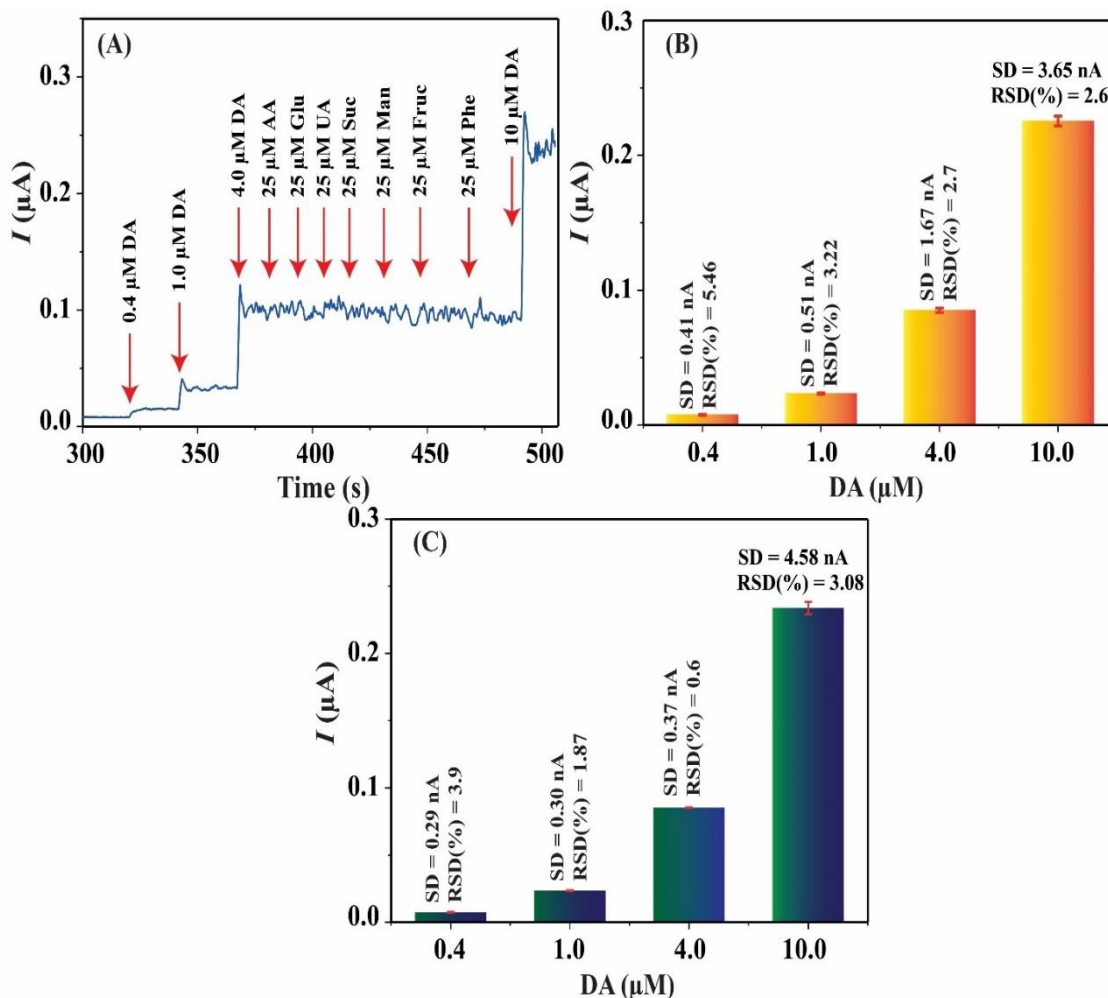 (A)
0.3
0.2
0.1
0.0
I (µA)
0.4 µM DA
1.0 µM DA
4.0 µM DA
25 µM AA
25 µM Glu
25 µM UA
25 µM Suc
25 µM Man
25 µM Fruc
25 µM Phe
10 µM DA
300
350
400
450
500
Time (s)
(B)
0.3
0.2
0.1
0.0
I (µA)
SD = 0.41 nA
RSD(%) = 5.46
SD = 0.51 nA
RSD(%) = 3.22
SD = 1.67 nA
RSD(%) = 2.7
SD = 3.65 nA
RSD(%) = 2.6
0.4
1.0
4.0
10.0
DA (µM)
(C)
0.3
0.2
0.1
0.0
I (µA)
SD = 0.29 nA
RSD(%) = 3.9
SD = 0.30 nA
RSD(%) = 1.87
SD = 0.37 nA
RSD(%) = 0.6
SD = 4.58 nA
RSD(%) = 3.08
0.4
1.0
4.0
10.0
DA (µM)